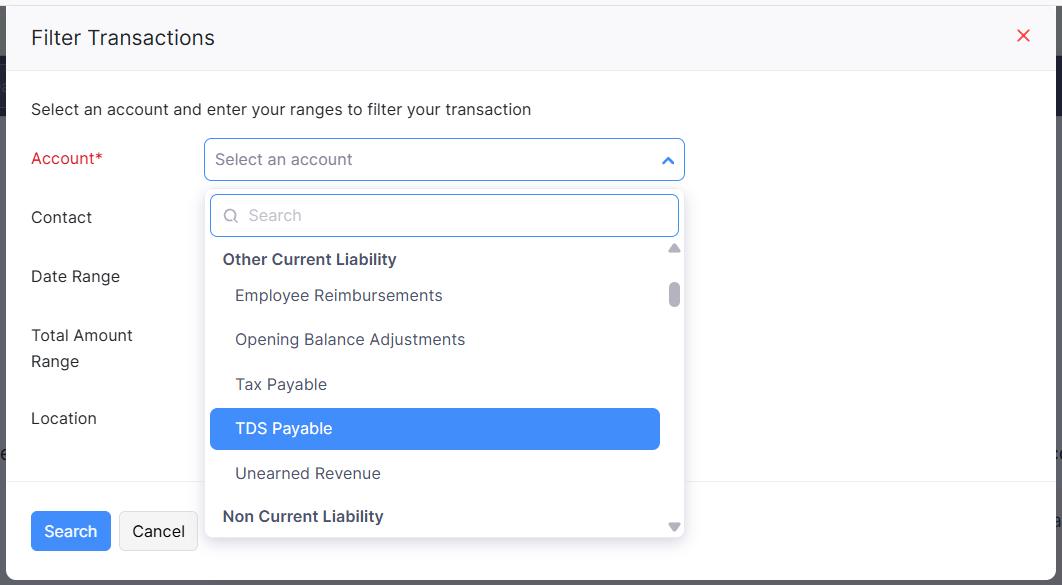 Filter Transactions
Select an account and enter your ranges to filter your transaction
Account*
Select an account
Contact
Search
Date Range
Other Current Liability
Employee Reimbursements
Total Amount
Range
Opening Balance Adjustments
Tax Payable
Location
TDS Payable
Unearned Revenue
Non Current Liability
Search
Cancel